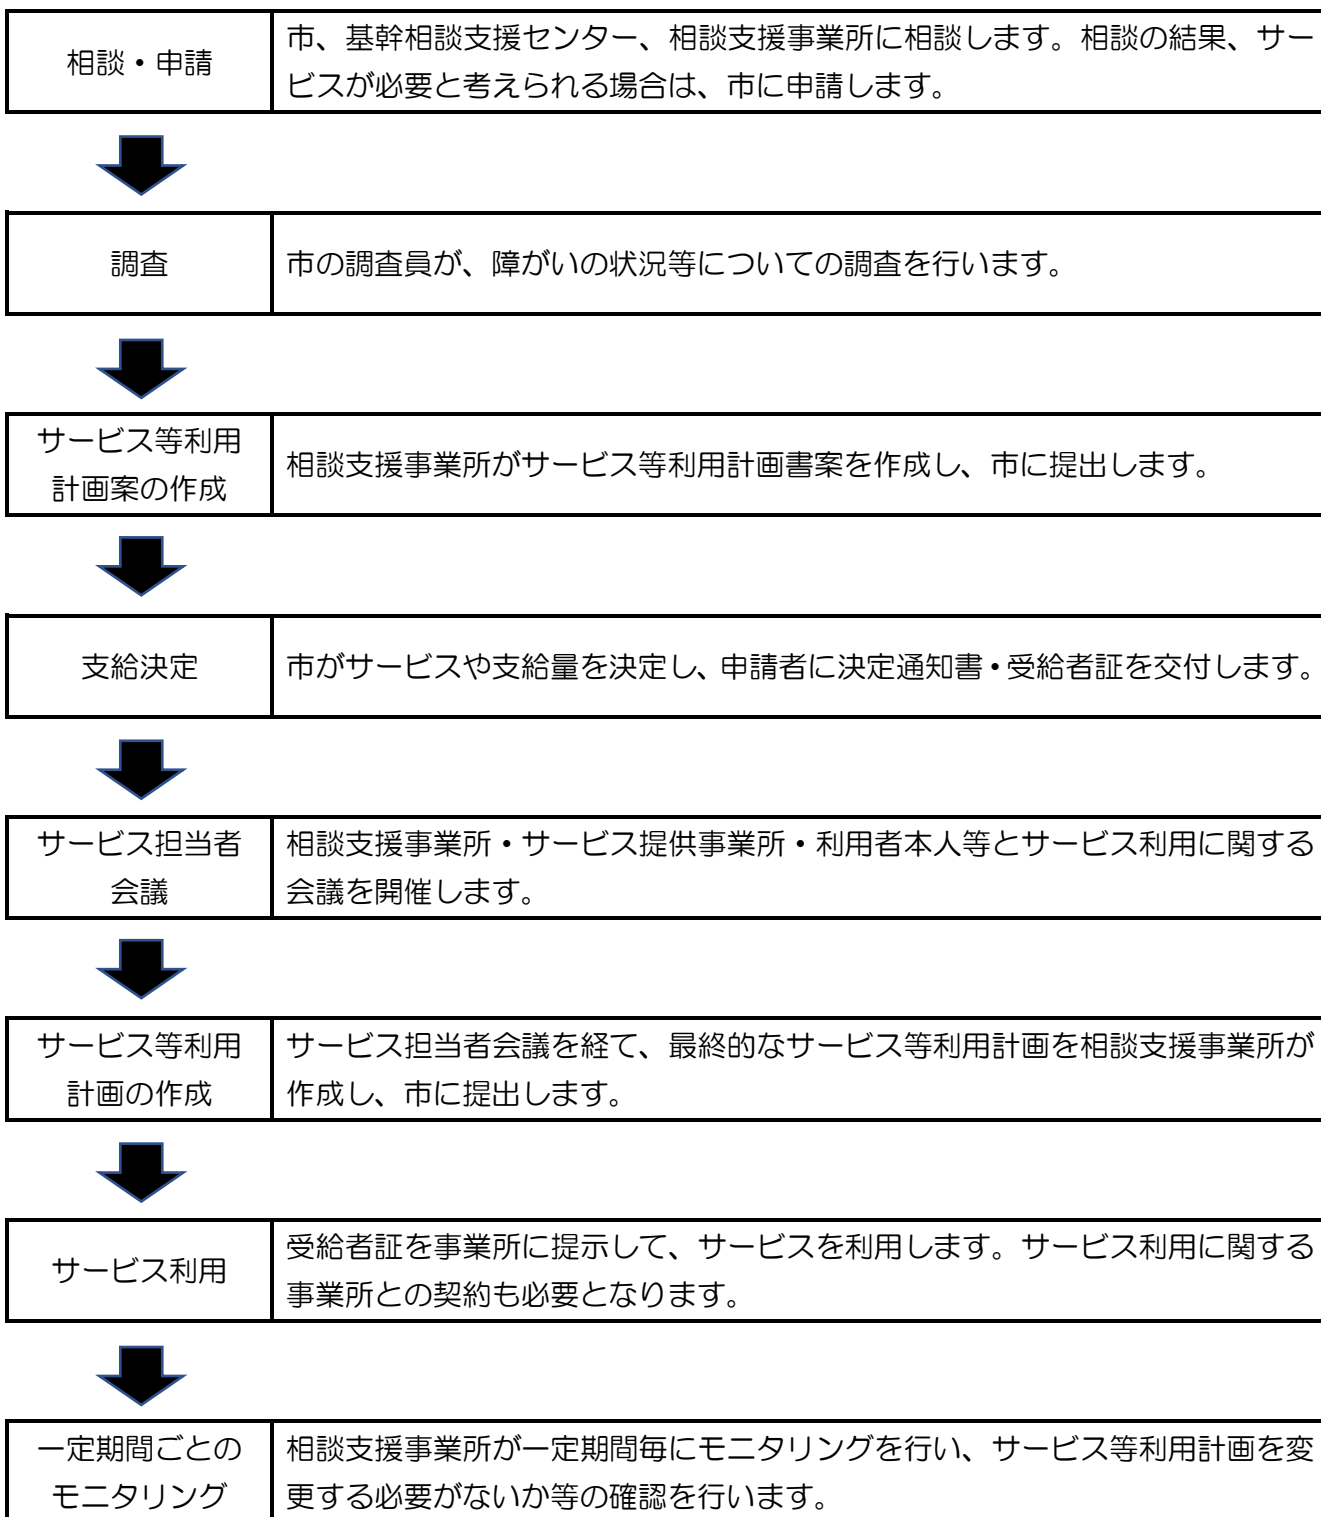 相談・申請
市、基幹相談支援センター、相談支援事業所に相談します。相談の結果、サー
ビスが必要と考えられる場合は、市に申請します。
調査
市の調査員が、障がいの状況等についての調査を行います。
サービス等利用
計画案の作成
相談支援事業所がサービス等利用計画書案を作成し、市に提出します。
支給決定
市がサービスや支給量を決定し、申請者に決定通知書・受給者証を交付します。
サービス担当者
会議
相談支援事業所・サービス提供事業所・利用者本人等とサービス利用に関する
会議を開催します。
サービス等利用
計画の作成
サービス担当者会議を経て、最終的なサービス等利用計画を相談支援事業所が
作成し、市に提出します。
サービス利用
受給者証を事業所に提示して、サービスを利用します。サービス利用に関する
事業所との契約も必要となります。
一定期間ごとの
モニタリング
相談支援事業所が一定期間毎にモニタリングを行い、サービス等利用計画を変
更する必要がないか等の確認を行います。